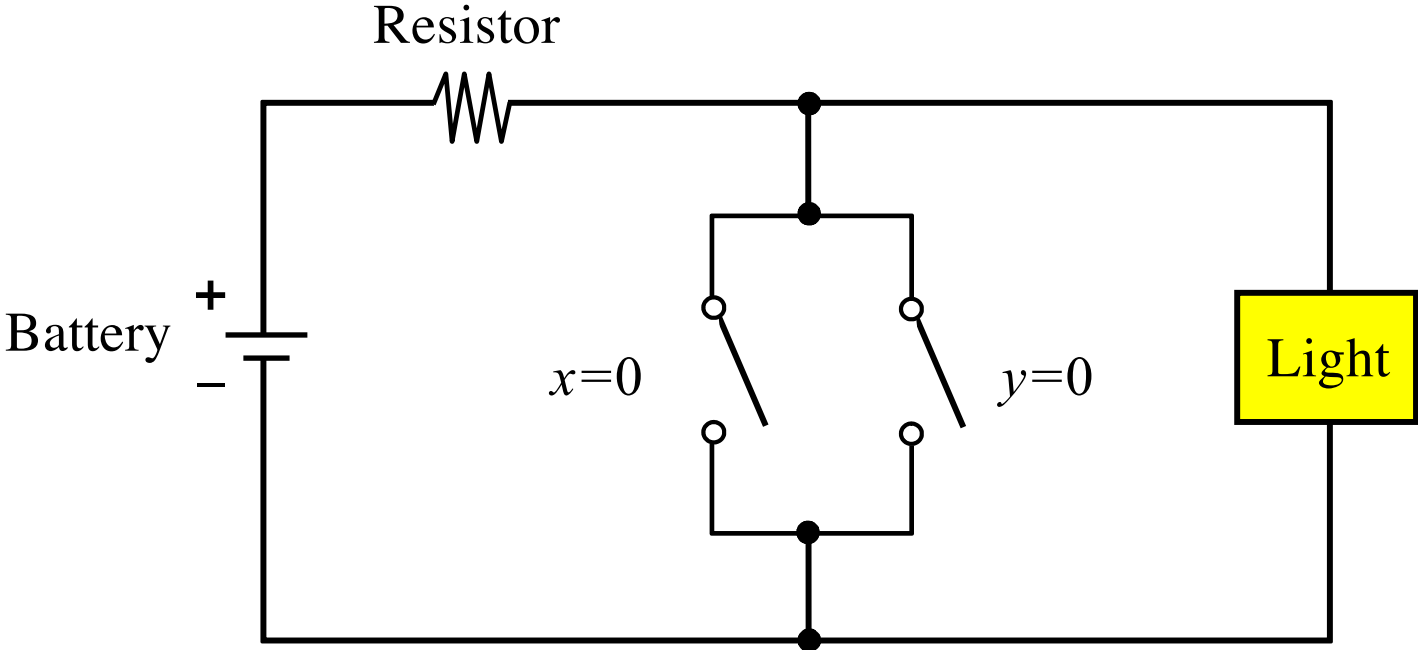 Resistor
+
Battery
−
x=0
y=0
Light